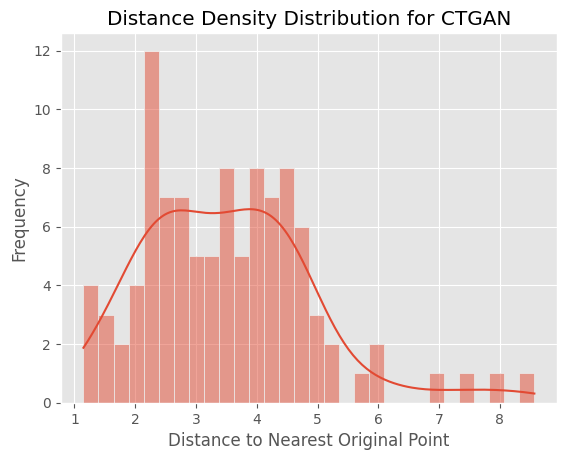 Distance Density Distribution for CTGAN
12
10
8
6
4
2
0
Frequency
1 2 3 4 5 6 7 8
Distance to Nearest Original Point